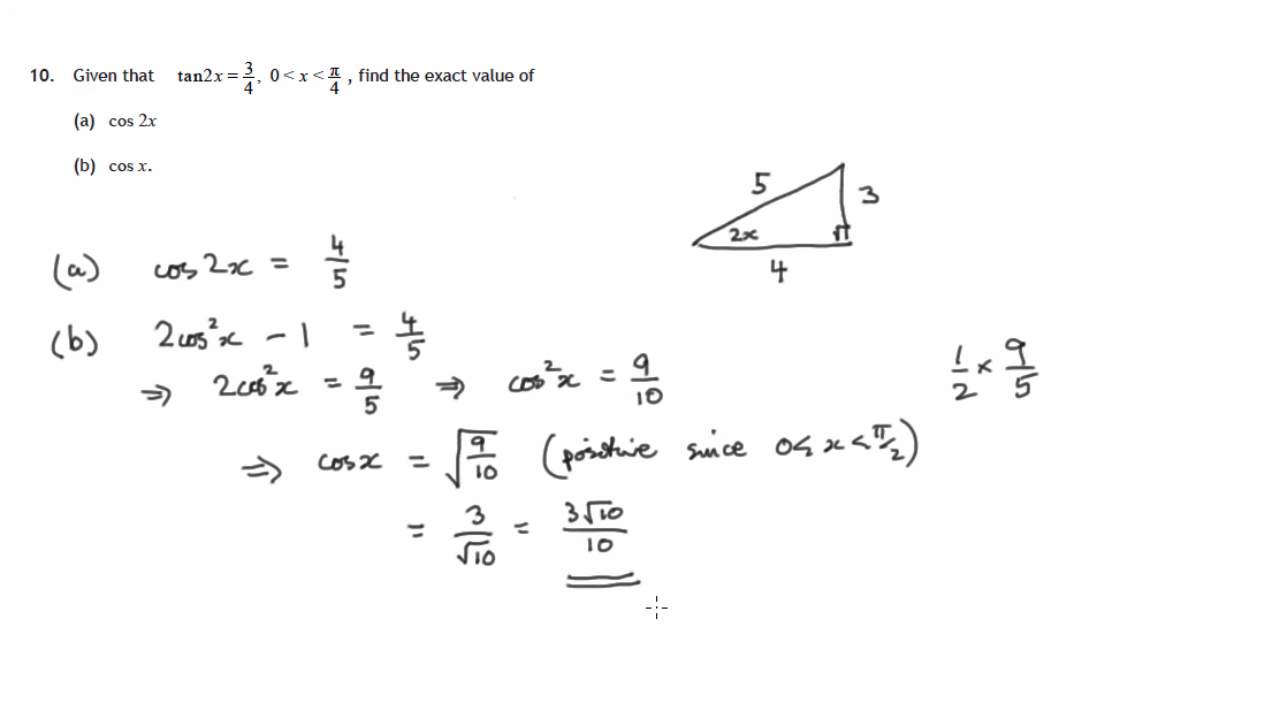 10. Given that tan2x = 3/4, 0 < x < π/4, find the exact value of
(a) cos 2x
(b) cos x.
5
3
2x
4
(a) cos 2x = 4/5
(b) 2cos²x - 1 = 4/5
⇒ 2cos²x = 9/5 ⇒ cos²x = 9/10
1/2 × 9/5
⇒ cosx = √(9/10) (positive since 0 < x < π/2)
= 3/√10 = 3√10/10